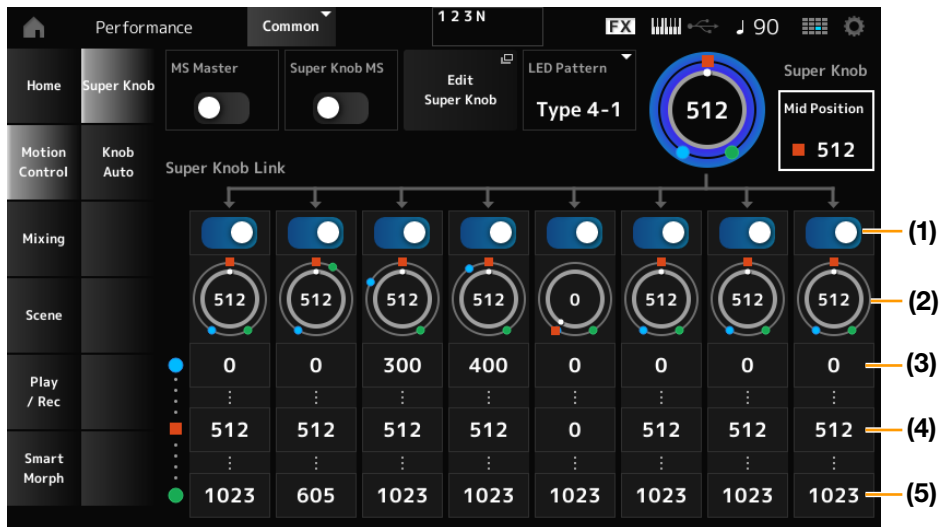 Performance
Common
1 2 3 N
FX
♩ 90
Home
Super Knob
MS Master
Super Knob MS
Edit
Super Knob
LED Pattern
Type 4-1
512
Super Knob
Mid Position
512
Motion
Control
Knob
Auto
Super Knob Link
Mixing
(1)
Scene
512 512 512 512 0 512 512 512 (2)
Play
/ Rec
0 0 300 400 0 0 0 0 (3)
512 512 512 512 0 512 512 512 (4)
Smart
Morph
1023 605 1023 1023 1023 1023 1023 1023 (5)